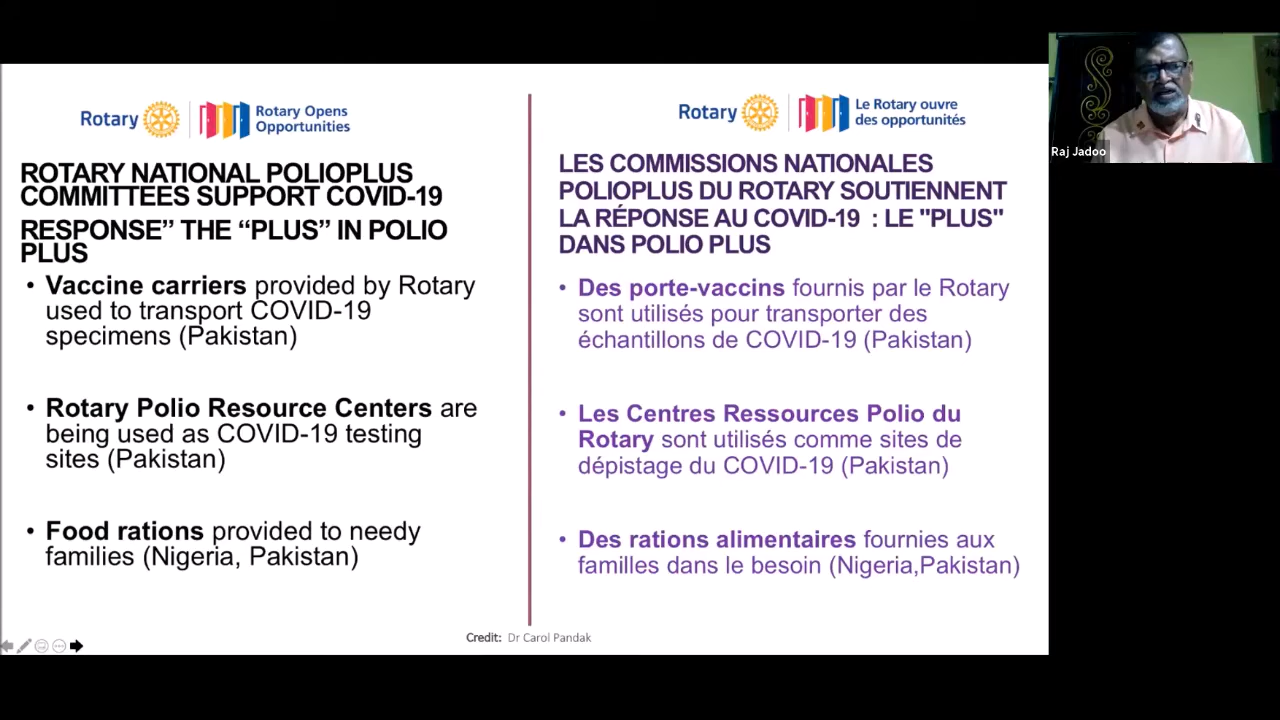 Rotary
Rotary Opens
Opportunities
ROTARY NATIONAL POLIOPLUS
COMMITTEES SUPPORT COVID-19
RESPONSE” THE “PLUS” IN POLIO
PLUS
• Vaccine carriers provided by Rotary
used to transport COVID-19
specimens (Pakistan)
• Rotary Polio Resource Centers are
being used as COVID-19 testing
sites (Pakistan)
• Food rations provided to needy
families (Nigeria, Pakistan)
Rotary
Le Rotary ouvre
des opportunités
LES COMMISSIONS NATIONALES
POLIOPLUS DU ROTARY SOUTIENNENT
LA RÉPONSE AU COVID-19 : LE "PLUS"
DANS POLIO PLUS
• Des porte-vaccins fournis par le Rotary
sont utilisés pour transporter des
échantillons de COVID-19 (Pakistan)
• Les Centres Ressources Polio du
Rotary sont utilisés comme sites de
dépistage du COVID-19 (Pakistan)
• Des rations alimentaires fournies aux
familles dans le besoin (Nigeria,Pakistan)
Credit: Dr Carol Pandak
Raj Jadoo